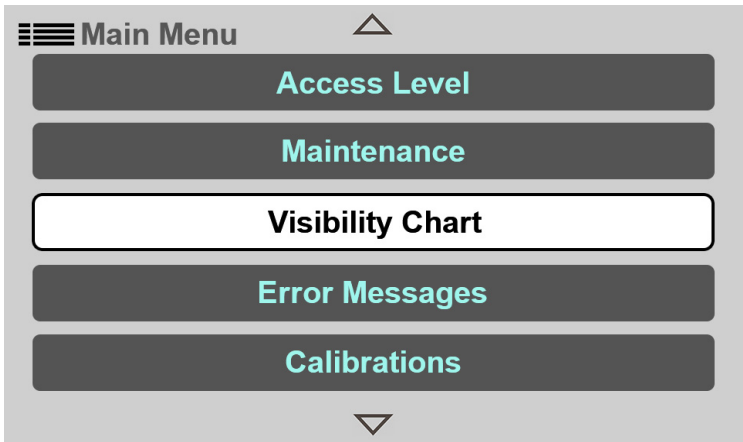 Main Menu
Access Level
Maintenance
Visibility Chart
Error Messages
Calibrations